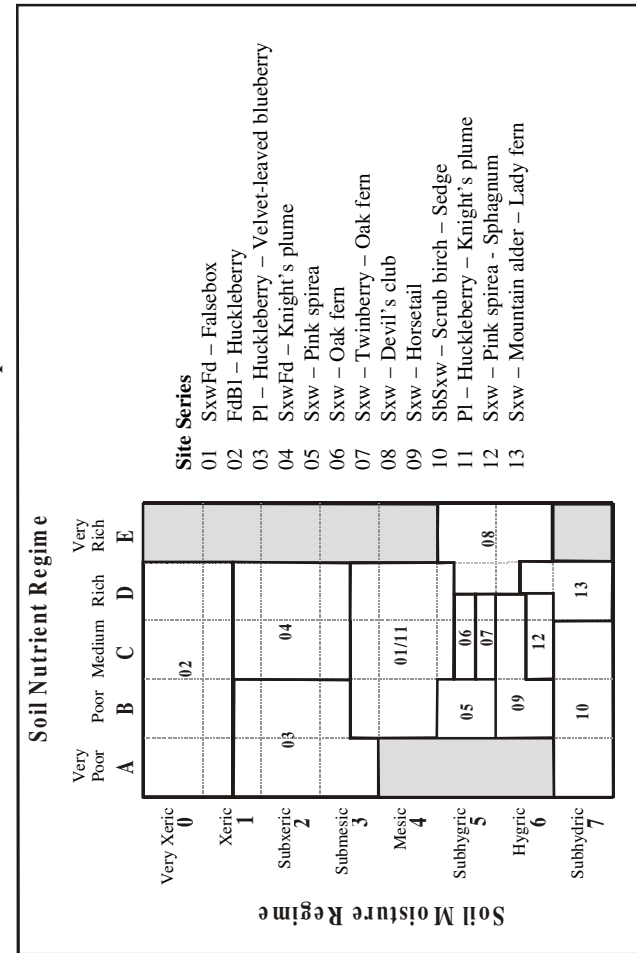 Soil Nutrient Regime
Very Poor
Poor
Medium
Rich
Very Rich
A
B
C
D
E
Soil Moisture Regime
Very Xeric 0
Xeric 1
Subxeric 2
Submesic 3
Mesic 4
Subhygric 5
Hygric 6
Subhydric 7
02
03
04
01/11
05
06
07
08
09
12
10
13
Site Series
01 SxwFd – Falsebox
02 FdBl – Huckleberry
03 Pl – Huckleberry – Velvet-leaved blueberry
04 SxwFd – Knight's plume
05 Sxw – Pink spirea
06 Sxw – Oak fern
07 Sxw – Twinberry – Oak fern
08 Sxw – Devil's club
09 Sxw – Horsetail
10 SbSxw – Scrub birch – Sedge
11 Pl – Huckleberry – Knight's plume
12 Sxw – Pink spirea - Sphagnum
13 Sxw – Mountain alder – Lady fern